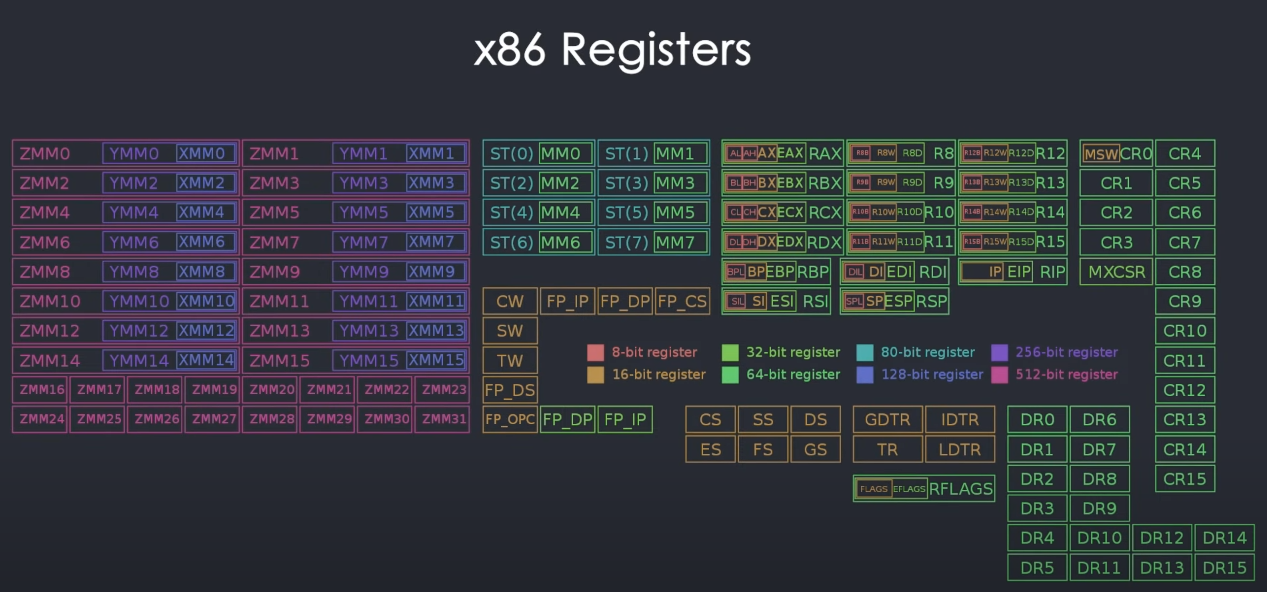 x86 Registers
ZMM0 YMM0 XMM0 ZMM1 YMM1 XMM1 ST(0) MM0 ST(1) MM1 AL AH AX EAX RAX R8B R8W R8D R8 R12B R12W R12D R12 MSW CR0 CR4
ZMM2 YMM2 XMM2 ZMM3 YMM3 XMM3 ST(2) MM2 ST(3) MM3 BL BH BX EBX RBX R9B R9W R9D R9 R13B R13W R13D R13 CR1 CR5
ZMM4 YMM4 XMM4 ZMM5 YMM5 XMM5 ST(4) MM4 ST(5) MM5 CL CH CX ECX RCX R10B R10W R10D R10 R14B R14W R14D R14 CR2 CR6
ZMM6 YMM6 XMM6 ZMM7 YMM7 XMM7 ST(6) MM6 ST(7) MM7 DL DH DX EDX RDX R11B R11W R11D R11 R15B R15W R15D R15 CR3 CR7
ZMM8 YMM8 XMM8 ZMM9 YMM9 XMM9 BPL BP EBP RBP DIL DI EDI RDI IP EIP RIP MXCSR CR8
ZMM10 YMM10 XMM10 ZMM11 YMM11 XMM11 CW FP_IP FP_DP FP_CS SIL SI ESI RSI SPL SP ESP RSP CR9
ZMM12 YMM12 XMM12 ZMM13 YMM13 XMM13 SW CR10
ZMM14 YMM14 XMM14 ZMM15 YMM15 XMM15 TW 8-bit register 32-bit register 80-bit register 256-bit register CR11
16-bit register 64-bit register 128-bit register 512-bit register
ZMM16 ZMM17 ZMM18 ZMM19 ZMM20 ZMM21 ZMM22 ZMM23 FP_DS CR12
ZMM24 ZMM25 ZMM26 ZMM27 ZMM28 ZMM29 ZMM30 ZMM31 FP_OPC FP_DP FP_IP CS SS DS GDTR IDTR DR0 DR6 CR13
ES FS GS TR LDTR DR1 DR7 CR14
FLAGS EFLAGS RFLAGS DR2 DR8 CR15
DR3 DR9
DR4 DR10 DR12 DR14
DR5 DR11 DR13 DR15